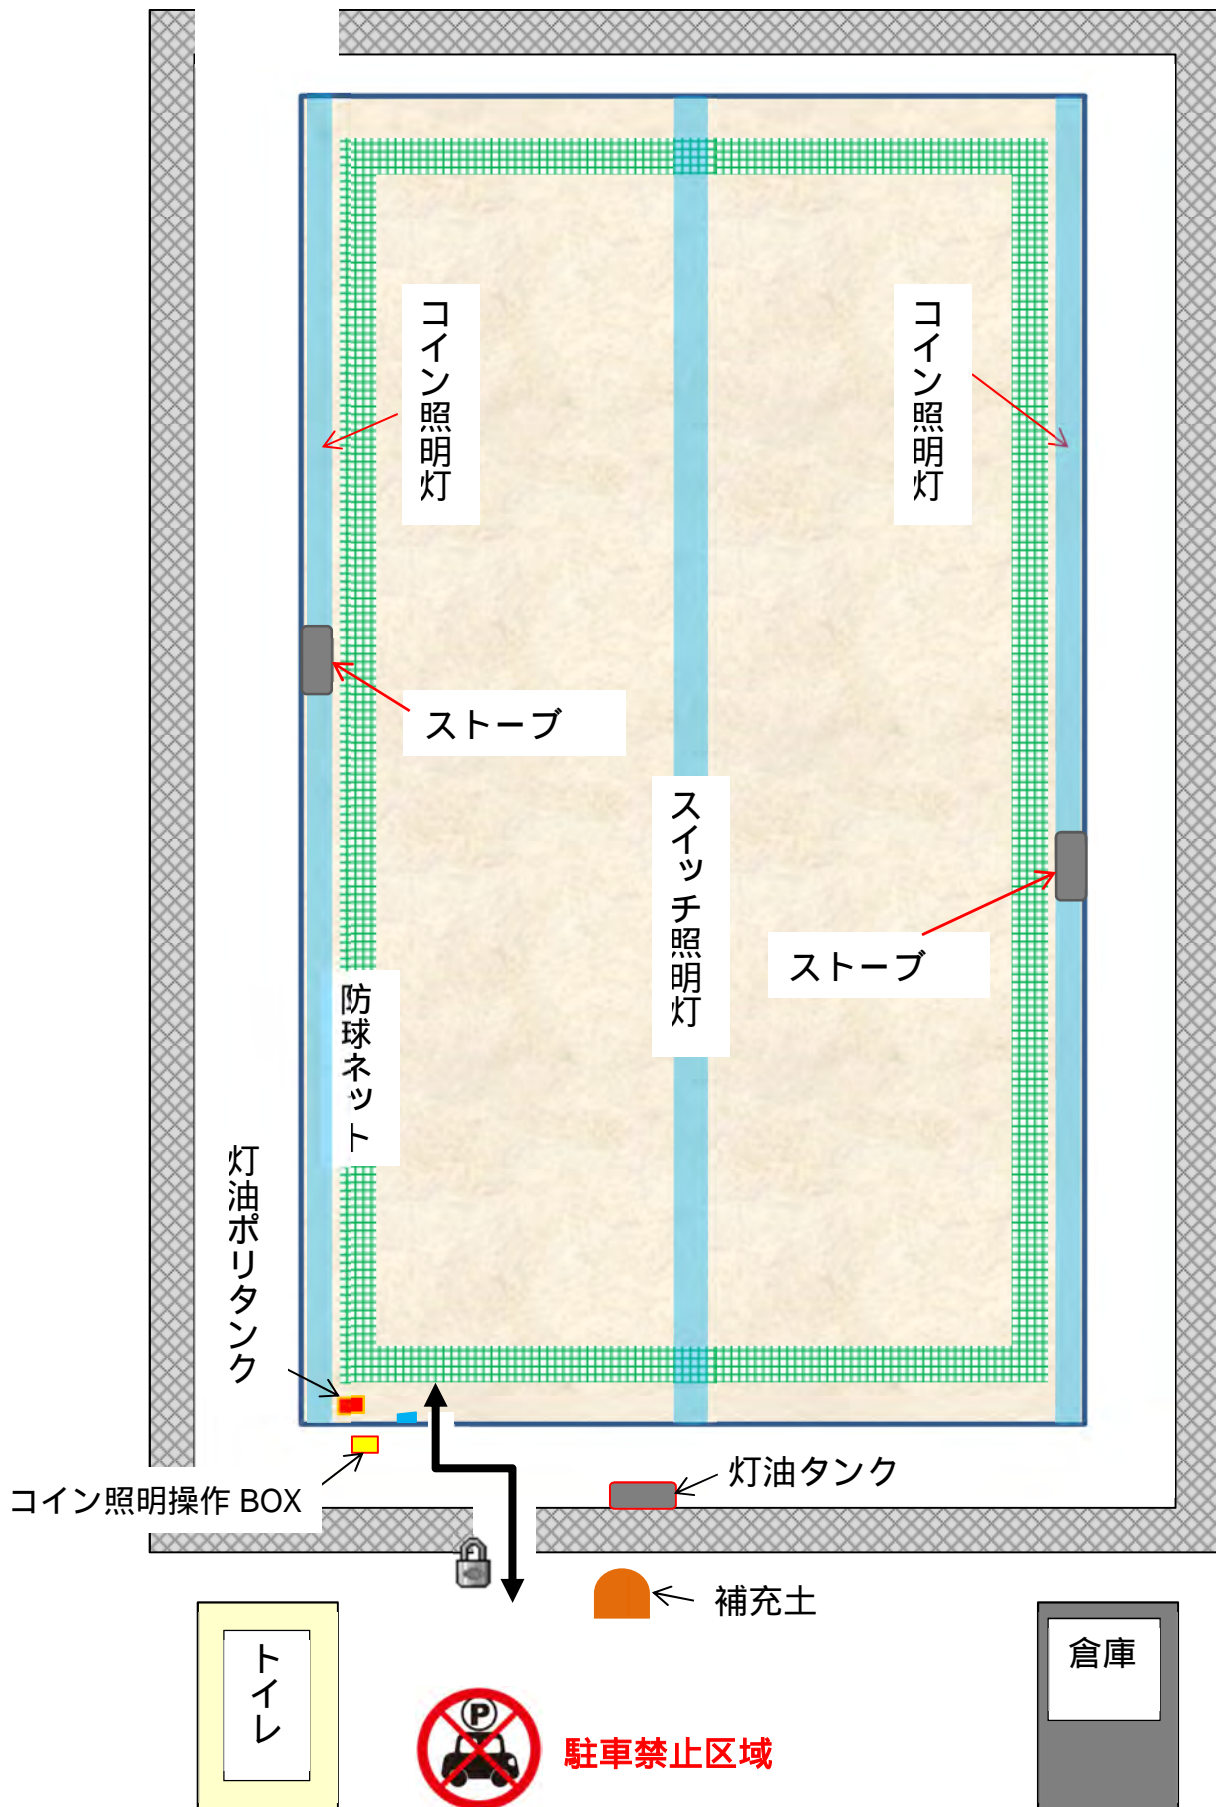 コイン照明灯
コイン照明灯
ストーブ
スイッチ照明灯
ストーブ
防球ネット
灯油ポリタンク
灯油タンク
コイン照明操作 BOX
補充土
トイレ
倉庫
P
駐車禁止区域